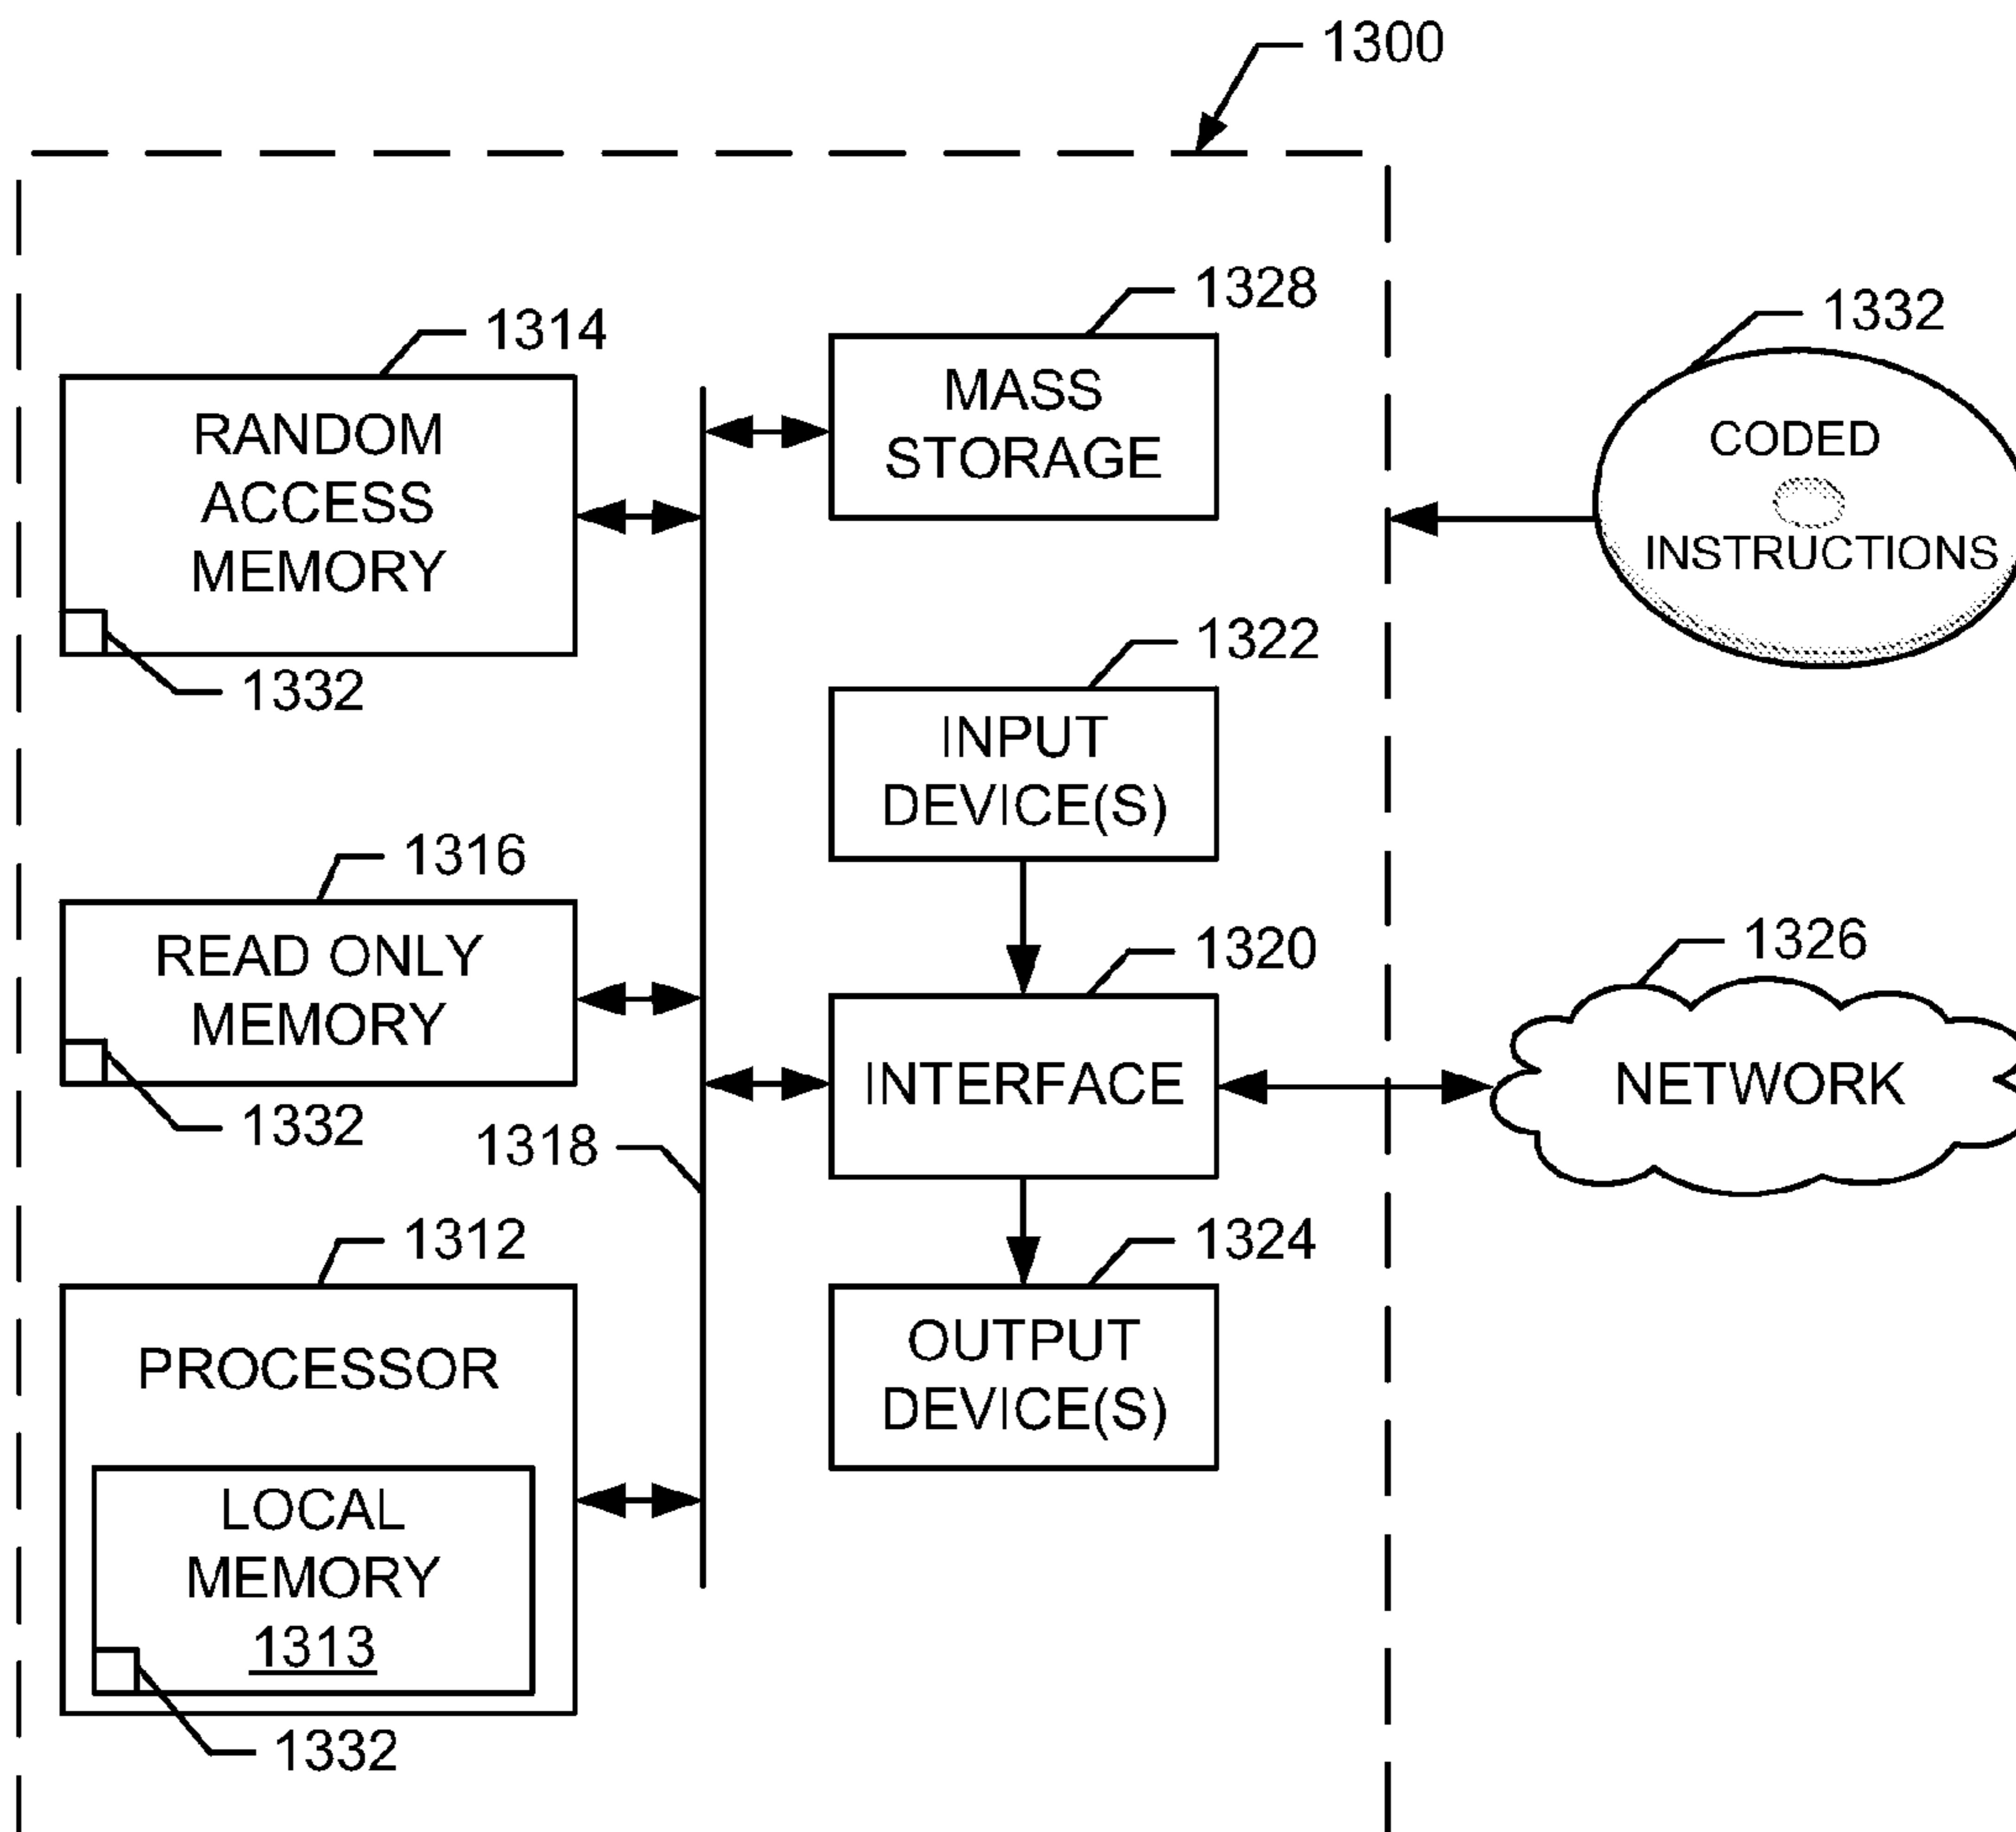 1300
1328
1314
1332
MASS
STORAGE
RANDOM
ACCESS
MEMORY
CODED
INSTRUCTIONS
1332
1322
INPUT
DEVICE(S)
1316
1320
1326
READ ONLY
MEMORY
INTERFACE
NETWORK
1332
1318
1312
1324
PROCESSOR
OUTPUT
DEVICE(S)
LOCAL
MEMORY
1313
1332